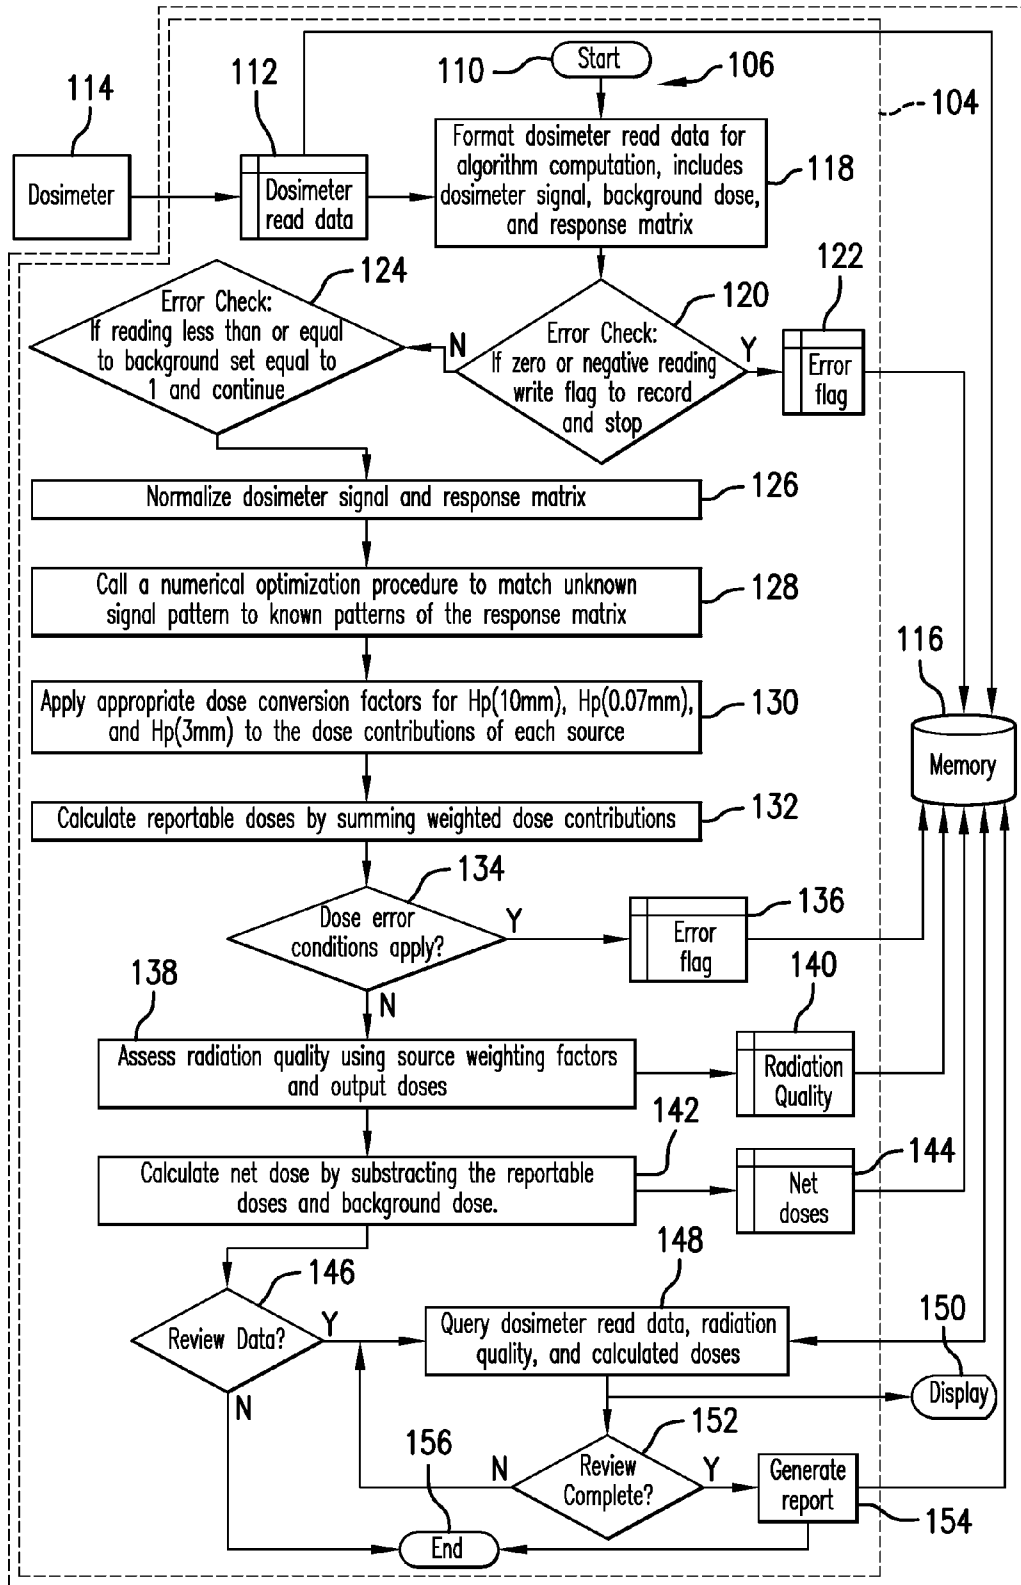 110
Start
106
112
114
104
Dosimeter
Dosimeter
read data
Format dosimeter read data for
algorithm computation, includes
dosimeter signal, background dose,
and response matrix
118
124
Error Check:
If reading less than or equal
to background set equal to
1 and continue
N
120
Error Check:
If zero or negative reading
write flag to record
and stop
Y
122
Error
flag
Normalize dosimeter signal and response matrix
126
Call a numerical optimization procedure to match unknown
signal pattern to known patterns of the response matrix
128
Apply appropriate dose conversion factors for Hp(10mm), Hp(0.07mm),
and Hp(3mm) to the dose contributions of each source
130
116
Memory
Calculate reportable doses by summing weighted dose contributions
132
134
Dose error
conditions apply?
Y
N
136
Error
flag
138
Assess radiation quality using source weighting factors
and output doses
140
Radiation
Quality
142
Calculate net dose by substracting the reportable
doses and background dose.
144
Net
doses
146
Review Data?
Y
N
148
Query dosimeter read data, radiation
quality, and calculated doses
150
Display
152
Review
Complete?
N
Y
Generate
report
154
156
End